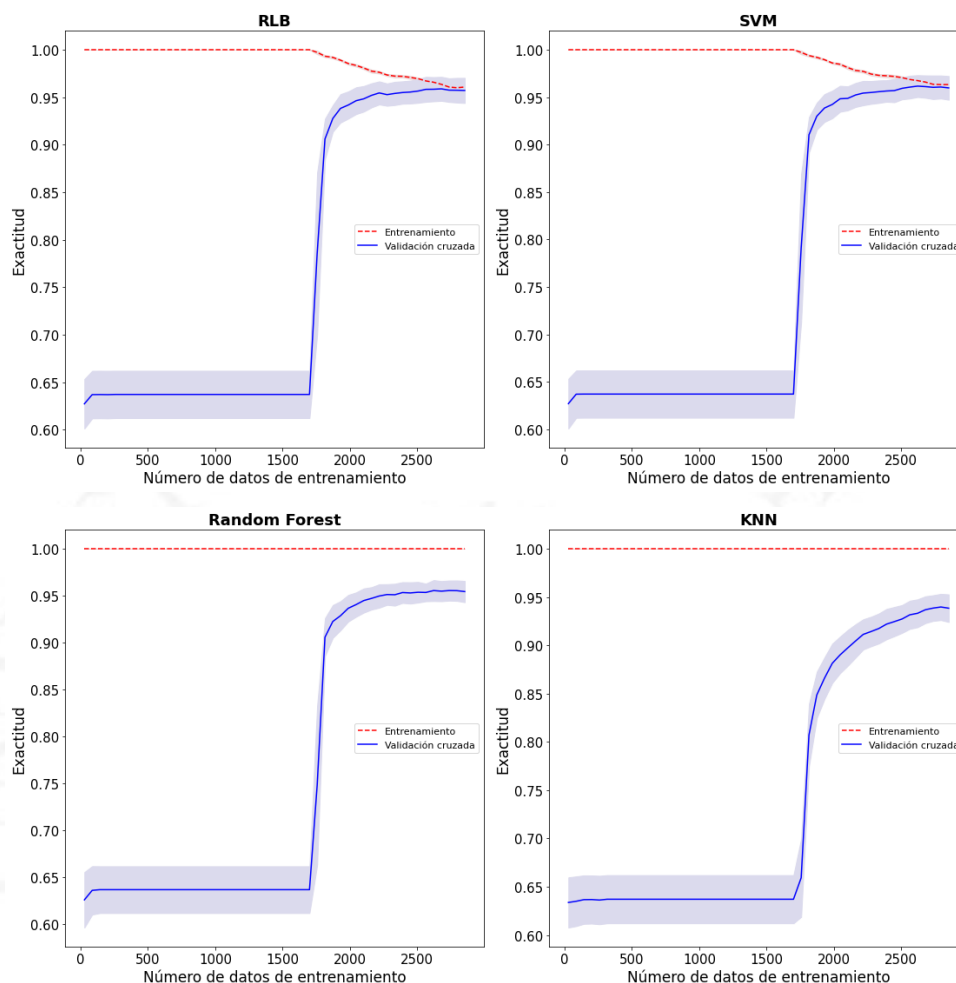 RLB
1.00
0.95
0.90
0.85
0.80
0.75
0.70
0.65
0.60
Exactitud
Entrenamiento
Validación cruzada
0 500 1000 1500 2000 2500
Número de datos de entrenamiento
SVM
1.00
0.95
0.90
0.85
0.80
0.75
0.70
0.65
0.60
Exactitud
Entrenamiento
Validación cruzada
0 500 1000 1500 2000 2500
Número de datos de entrenamiento
Random Forest
1.00
0.95
0.90
0.85
0.80
0.75
0.70
0.65
0.60
Exactitud
Entrenamiento
Validación cruzada
0 500 1000 1500 2000 2500
Número de datos de entrenamiento
KNN
1.00
0.95
0.90
0.85
0.80
0.75
0.70
0.65
0.60
Exactitud
Entrenamiento
Validación cruzada
0 500 1000 1500 2000 2500
Número de datos de entrenamiento